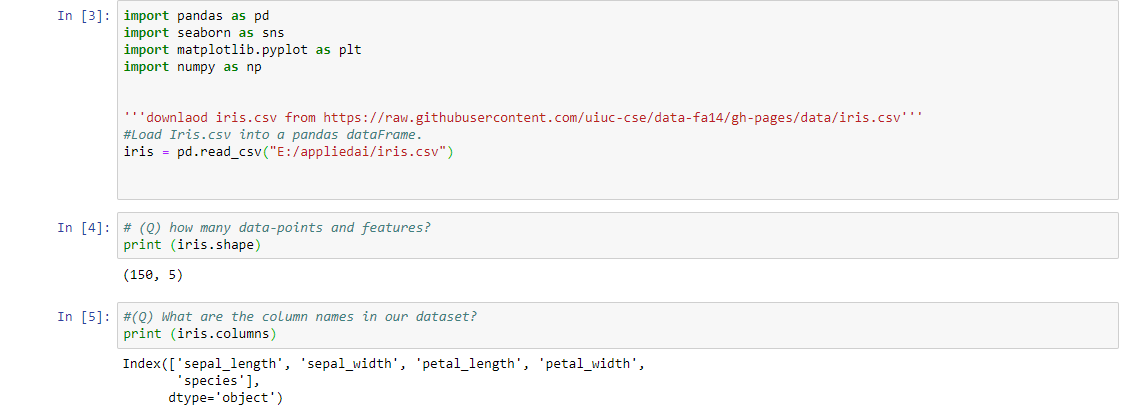 In [3]: import pandas as pd
import seaborn as sns
import matplotlib.pyplot as plt
import numpy as np
'''downlaod iris.csv from https://raw.githubusercontent.com/uiuc-cse/data-fa14/gh-pages/data/iris.csv'''
#Load Iris.csv into a pandas dataFrame.
iris = pd.read_csv("E:/appliedai/iris.csv")
In [4]: # (Q) how many data-points and features?
print (iris.shape)
(150, 5)
In [5]: #(Q) What are the column names in our dataset?
print (iris.columns)
Index(['sepal_length', 'sepal_width', 'petal_length', 'petal_width',
'species'],
dtype='object')